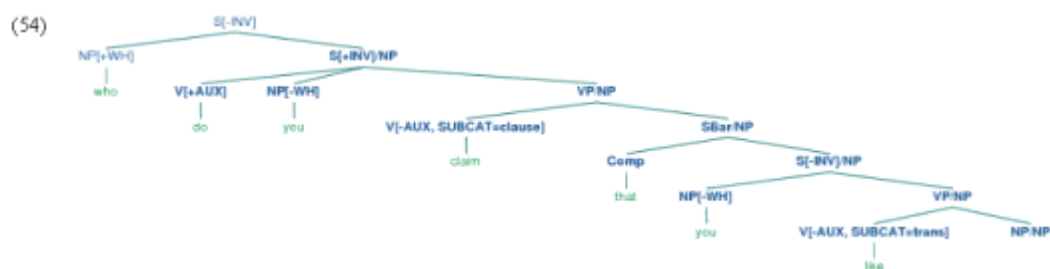 (54) S[-INV]
NP[+WH] S[+INV]/NP
who V[+AUX] NP[-WH] VP/NP
do you V[-AUX, SUBCAT=clause] SBar/NP
claim Comp S[-INV]/NP
that NP[-WH] VP/NP
you V[-AUX, SUBCAT=trans] NP/NP
like